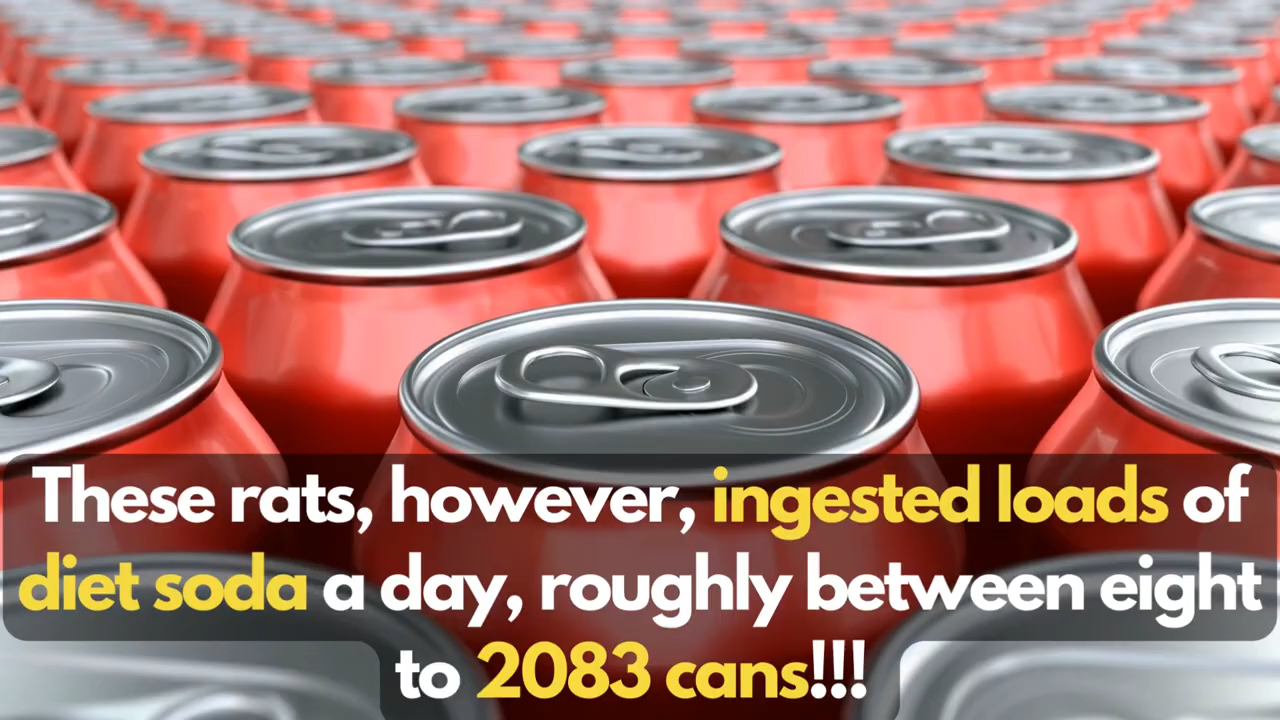 These rats, however, ingested loads of
diet soda a day, roughly between eight
to 2083 cans!!!